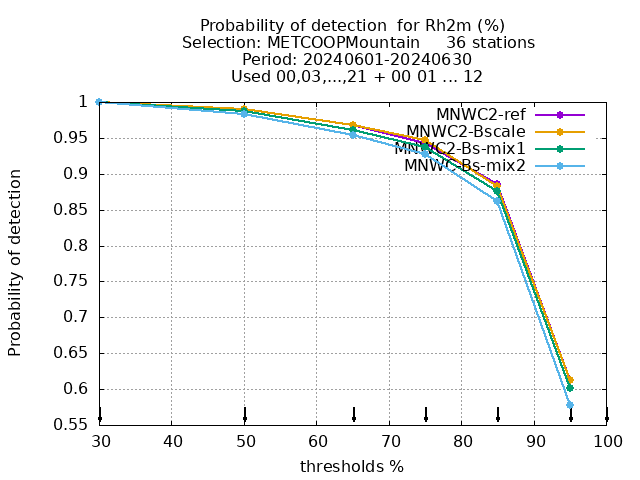 Probability of detection  for Rh2m (%)
Selection: METCOOPMountain     36 stations
Period: 20240601-20240630
Used 00,03,...,21 + 00 01 ... 12
MNWC2-ref
MNWC2-Bscale
MNWC2-Bs-mix1
MNWC2-Bs-mix2
1
0.95
0.9
0.85
0.8
0.75
0.7
0.65
0.6
0.55
Probability of detection
30 40 50 60 70 80 90 100
thresholds %